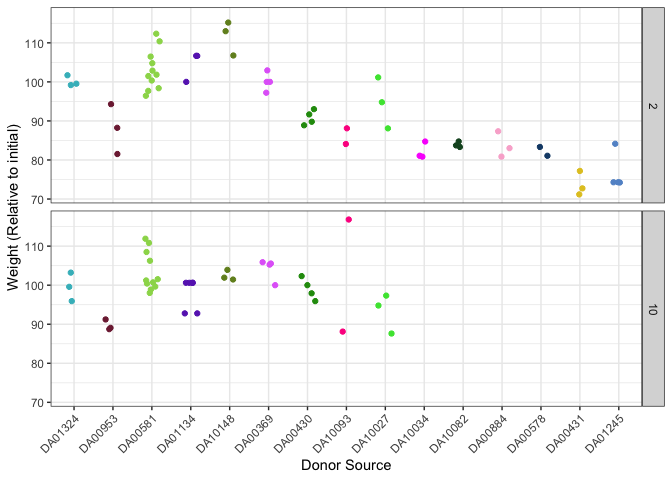 Weight (Relative to initial)
110
100
90
80
70
2
110
100
90
80
70
10
DA01324
DA00953
DA00581
DA01134
DA10148
DA00369
DA00430
DA10093
DA10027
DA10034
DA10082
DA00884
DA00578
DA00431
DA01245
Donor Source